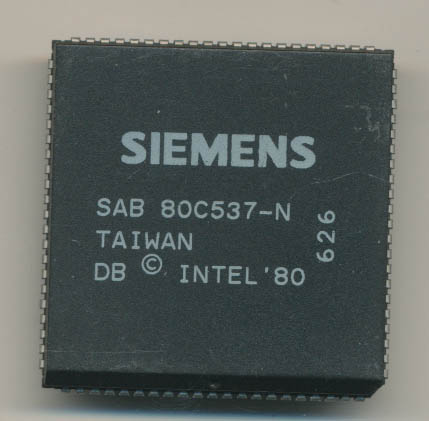 SIEMENS
SAB 80C537-N
TAIWAN
DB © INTEL '80
626